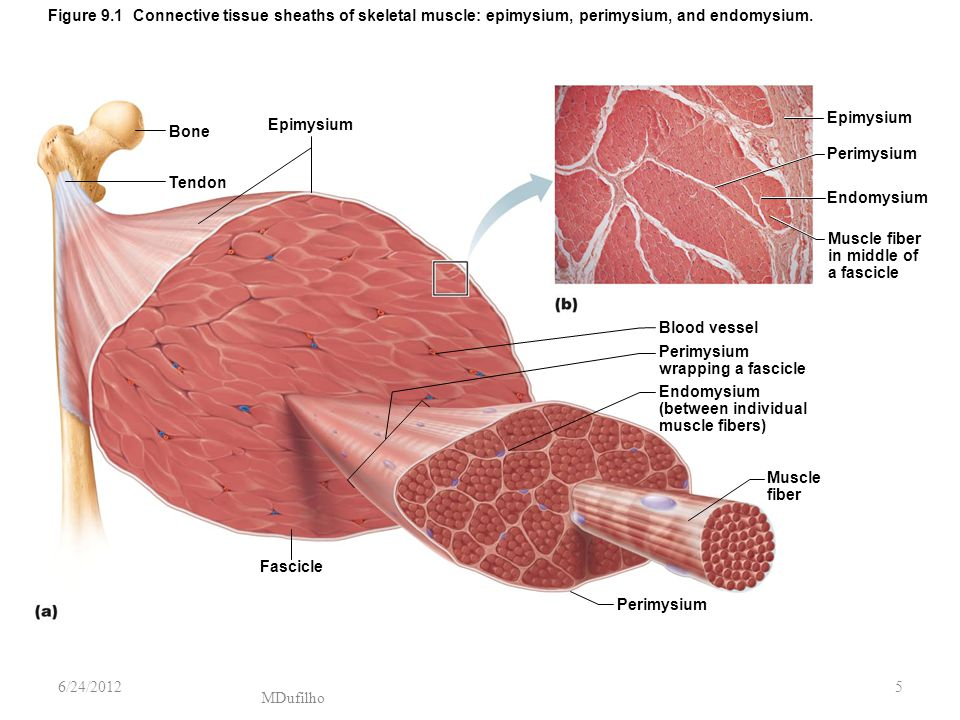 Figure 9.1 Connective tissue sheaths of skeletal muscle: epimysium, perimysium, and endomysium.
Bone
Epimysium
Tendon
Epimysium
Perimysium
Endomysium
Muscle fiber
in middle of
a fascicle
(b)
Blood vessel
Perimysium
wrapping a fascicle
Endomysium
(between individual
muscle fibers)
Muscle
fiber
Fascicle
Perimysium
(a)
6/24/2012
MDufilho
5